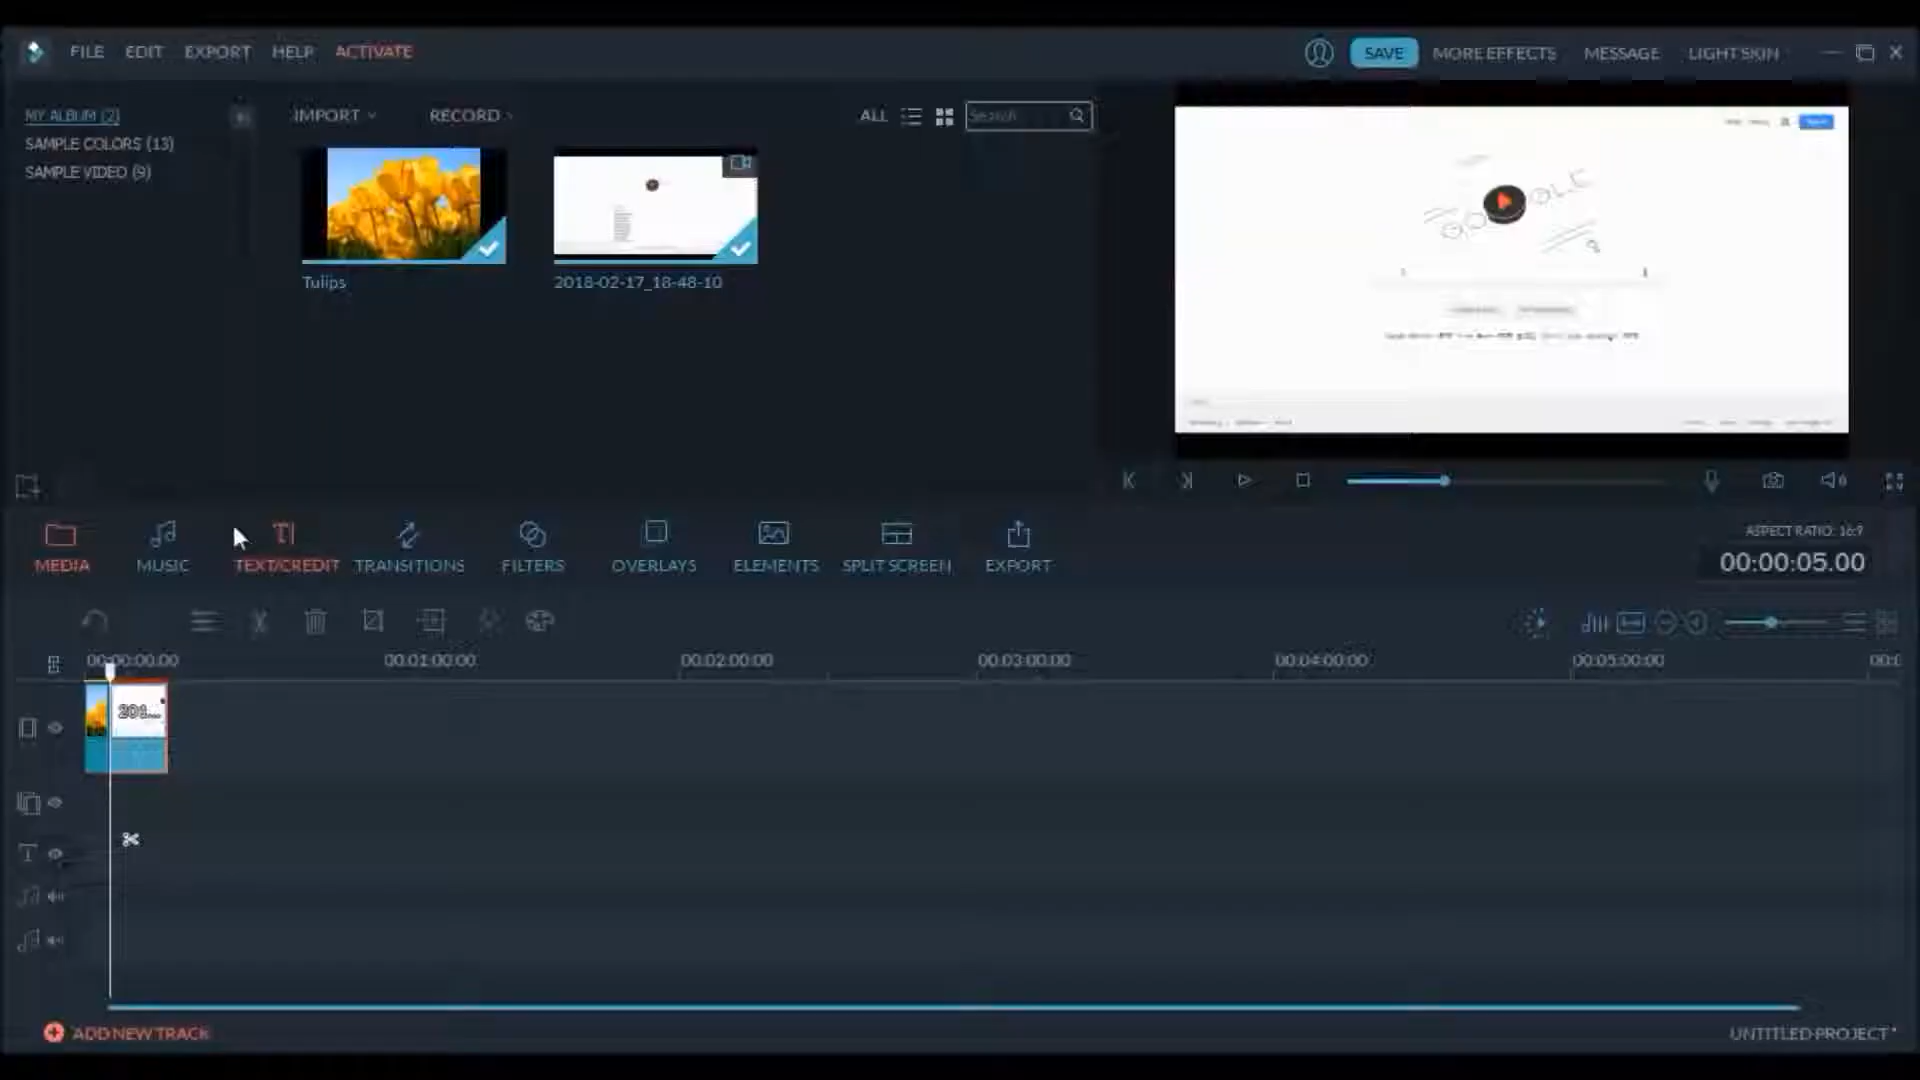 FILE EDIT EXPORT HELP ACTIVATE SAVE MORE EFFECTS MESSAGE LIGHT SKIN
MY ALBUM (2)
SAMPLE COLORS (13)
SAMPLE VIDEO (9)
IMPORT RECORD ALL Search
Tulips 2018-02-17_18-48-10
MEDIA MUSIC TEXT/CREDIT TRANSITIONS FILTERS OVERLAYS ELEMENTS SPLIT SCREEN EXPORT
ASPECT RATIO: 16:9
00:00:05.00
00:00:00:00 00:01:00:00 00:02:00:00 00:03:00:00 00:04:00:00 00:05:00:00
201...
ADD NEW TRACK UNTITLED PROJECT*